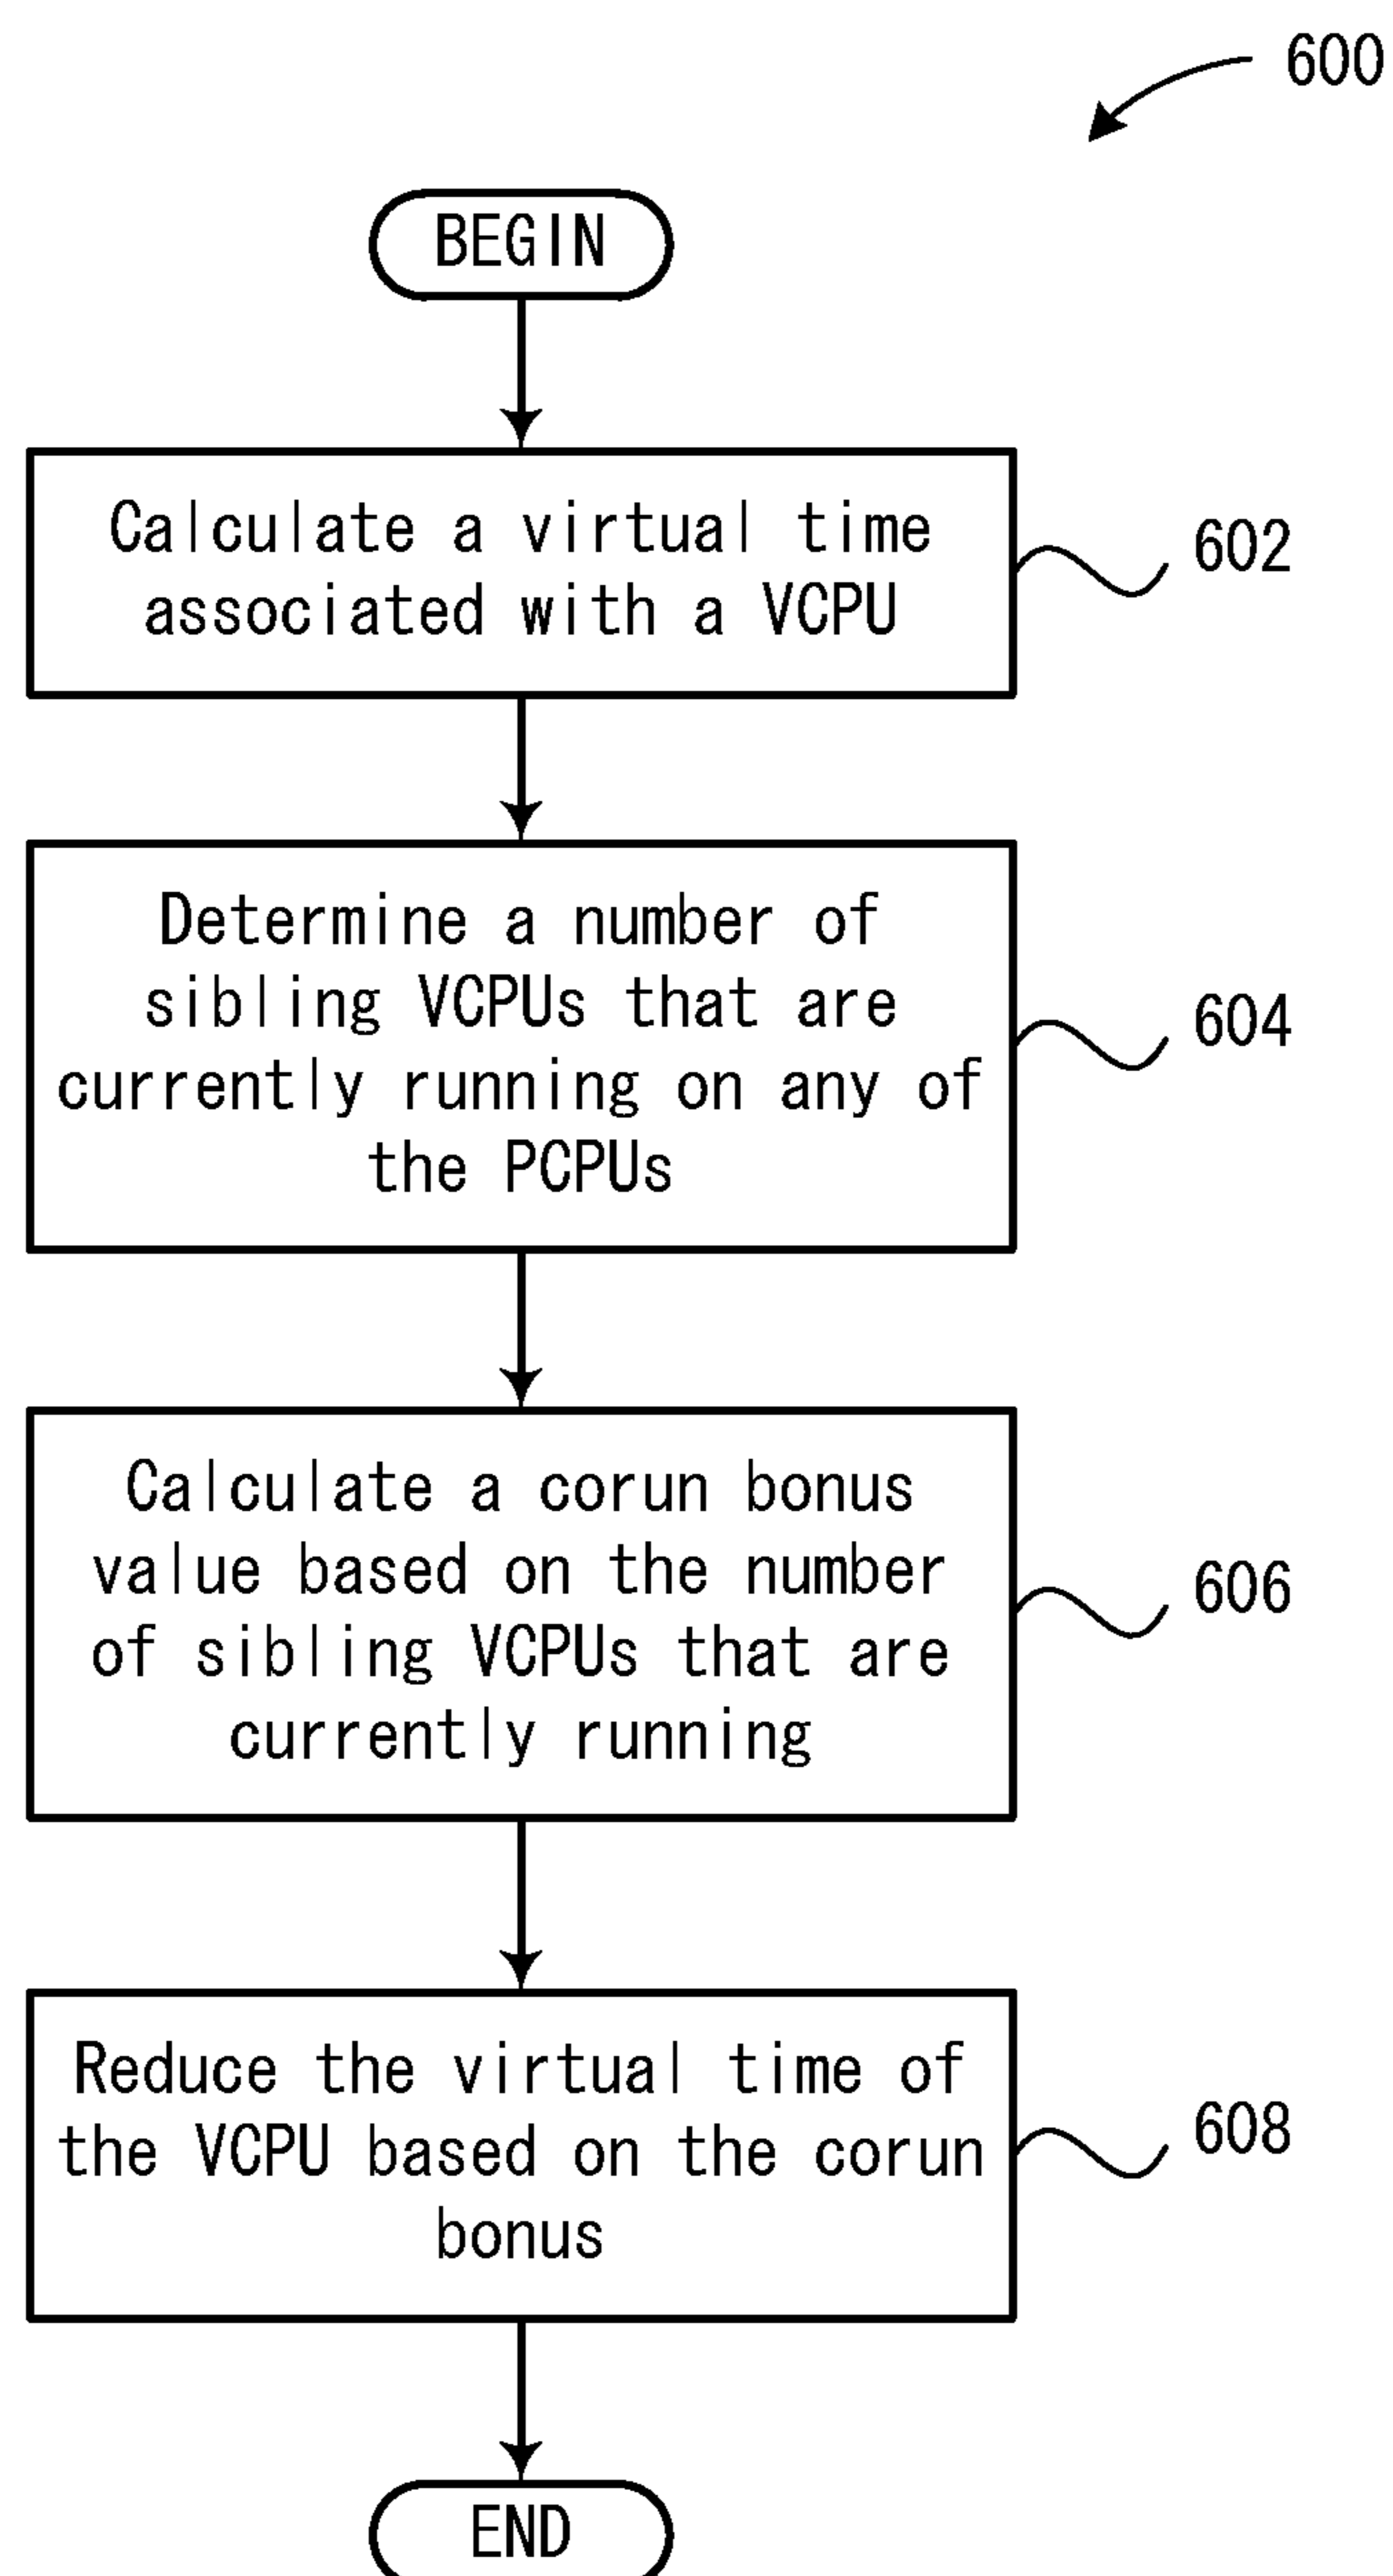 600
BEGIN
Calculate a virtual time
associated with a VCPU
602
Determine a number of
sibling VCPUs that are
currently running on any of
the PCPUs
604
Calculate a corun bonus
value based on the number
of sibling VCPUs that are
currently running
606
Reduce the virtual time of
the VCPU based on the corun
bonus
608
END